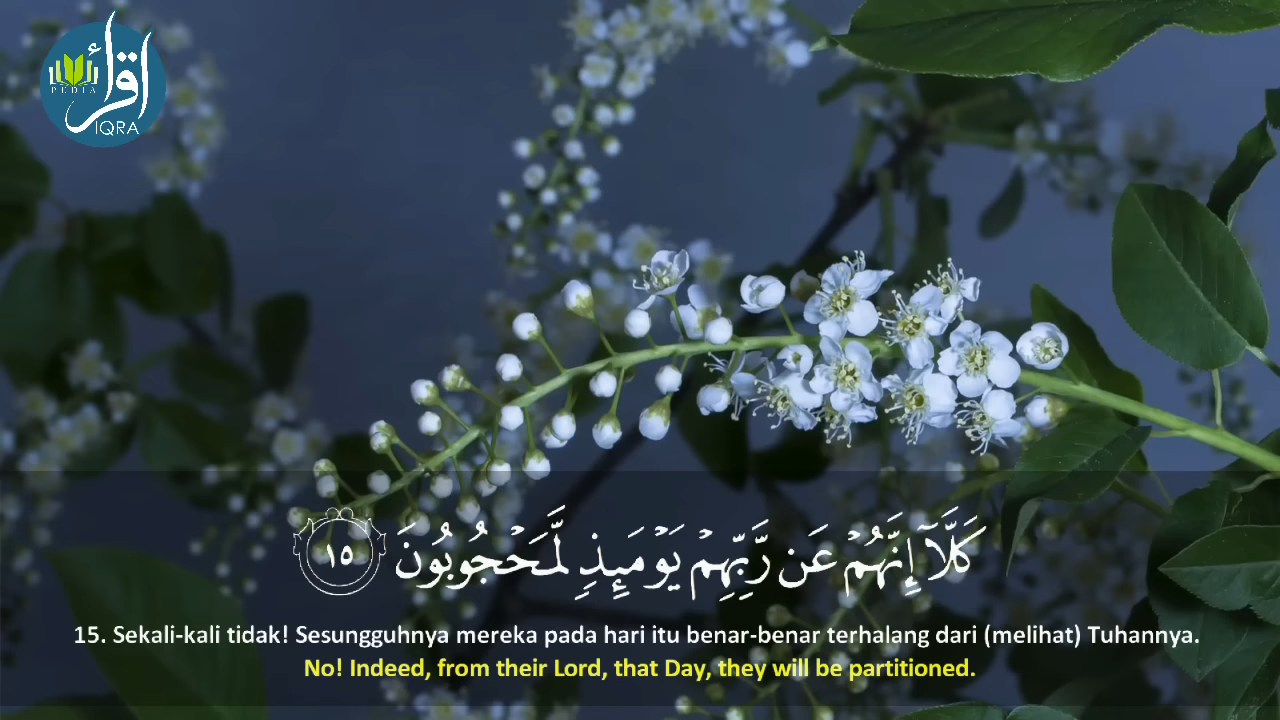 اقرأ
PEDIA
IQRA
كَلَّآ إِنَّهُمْ عَن رَّبِّهِمْ يَوْمَئِذٍ لَّمَحْجُوبُونَ ١٥
15. Sekali-kali tidak! Sesungguhnya mereka pada hari itu benar-benar terhalang dari (melihat) Tuhannya.
No! Indeed, from their Lord, that Day, they will be partitioned.